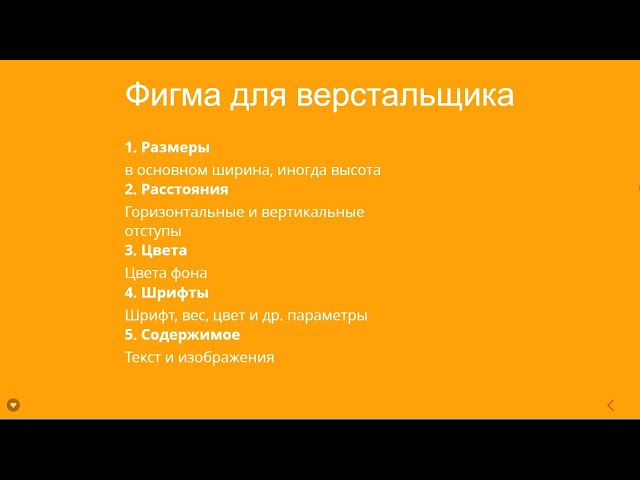 Фигма для верстальщика
1. Размеры
в основном ширина, иногда высота
2. Расстояния
Горизонтальные и вертикальные
отступы
3. Цвета
Цвета фона
4. Шрифты
Шрифт, вес, цвет и др. параметры
5. Содержимое
Текст и изображения